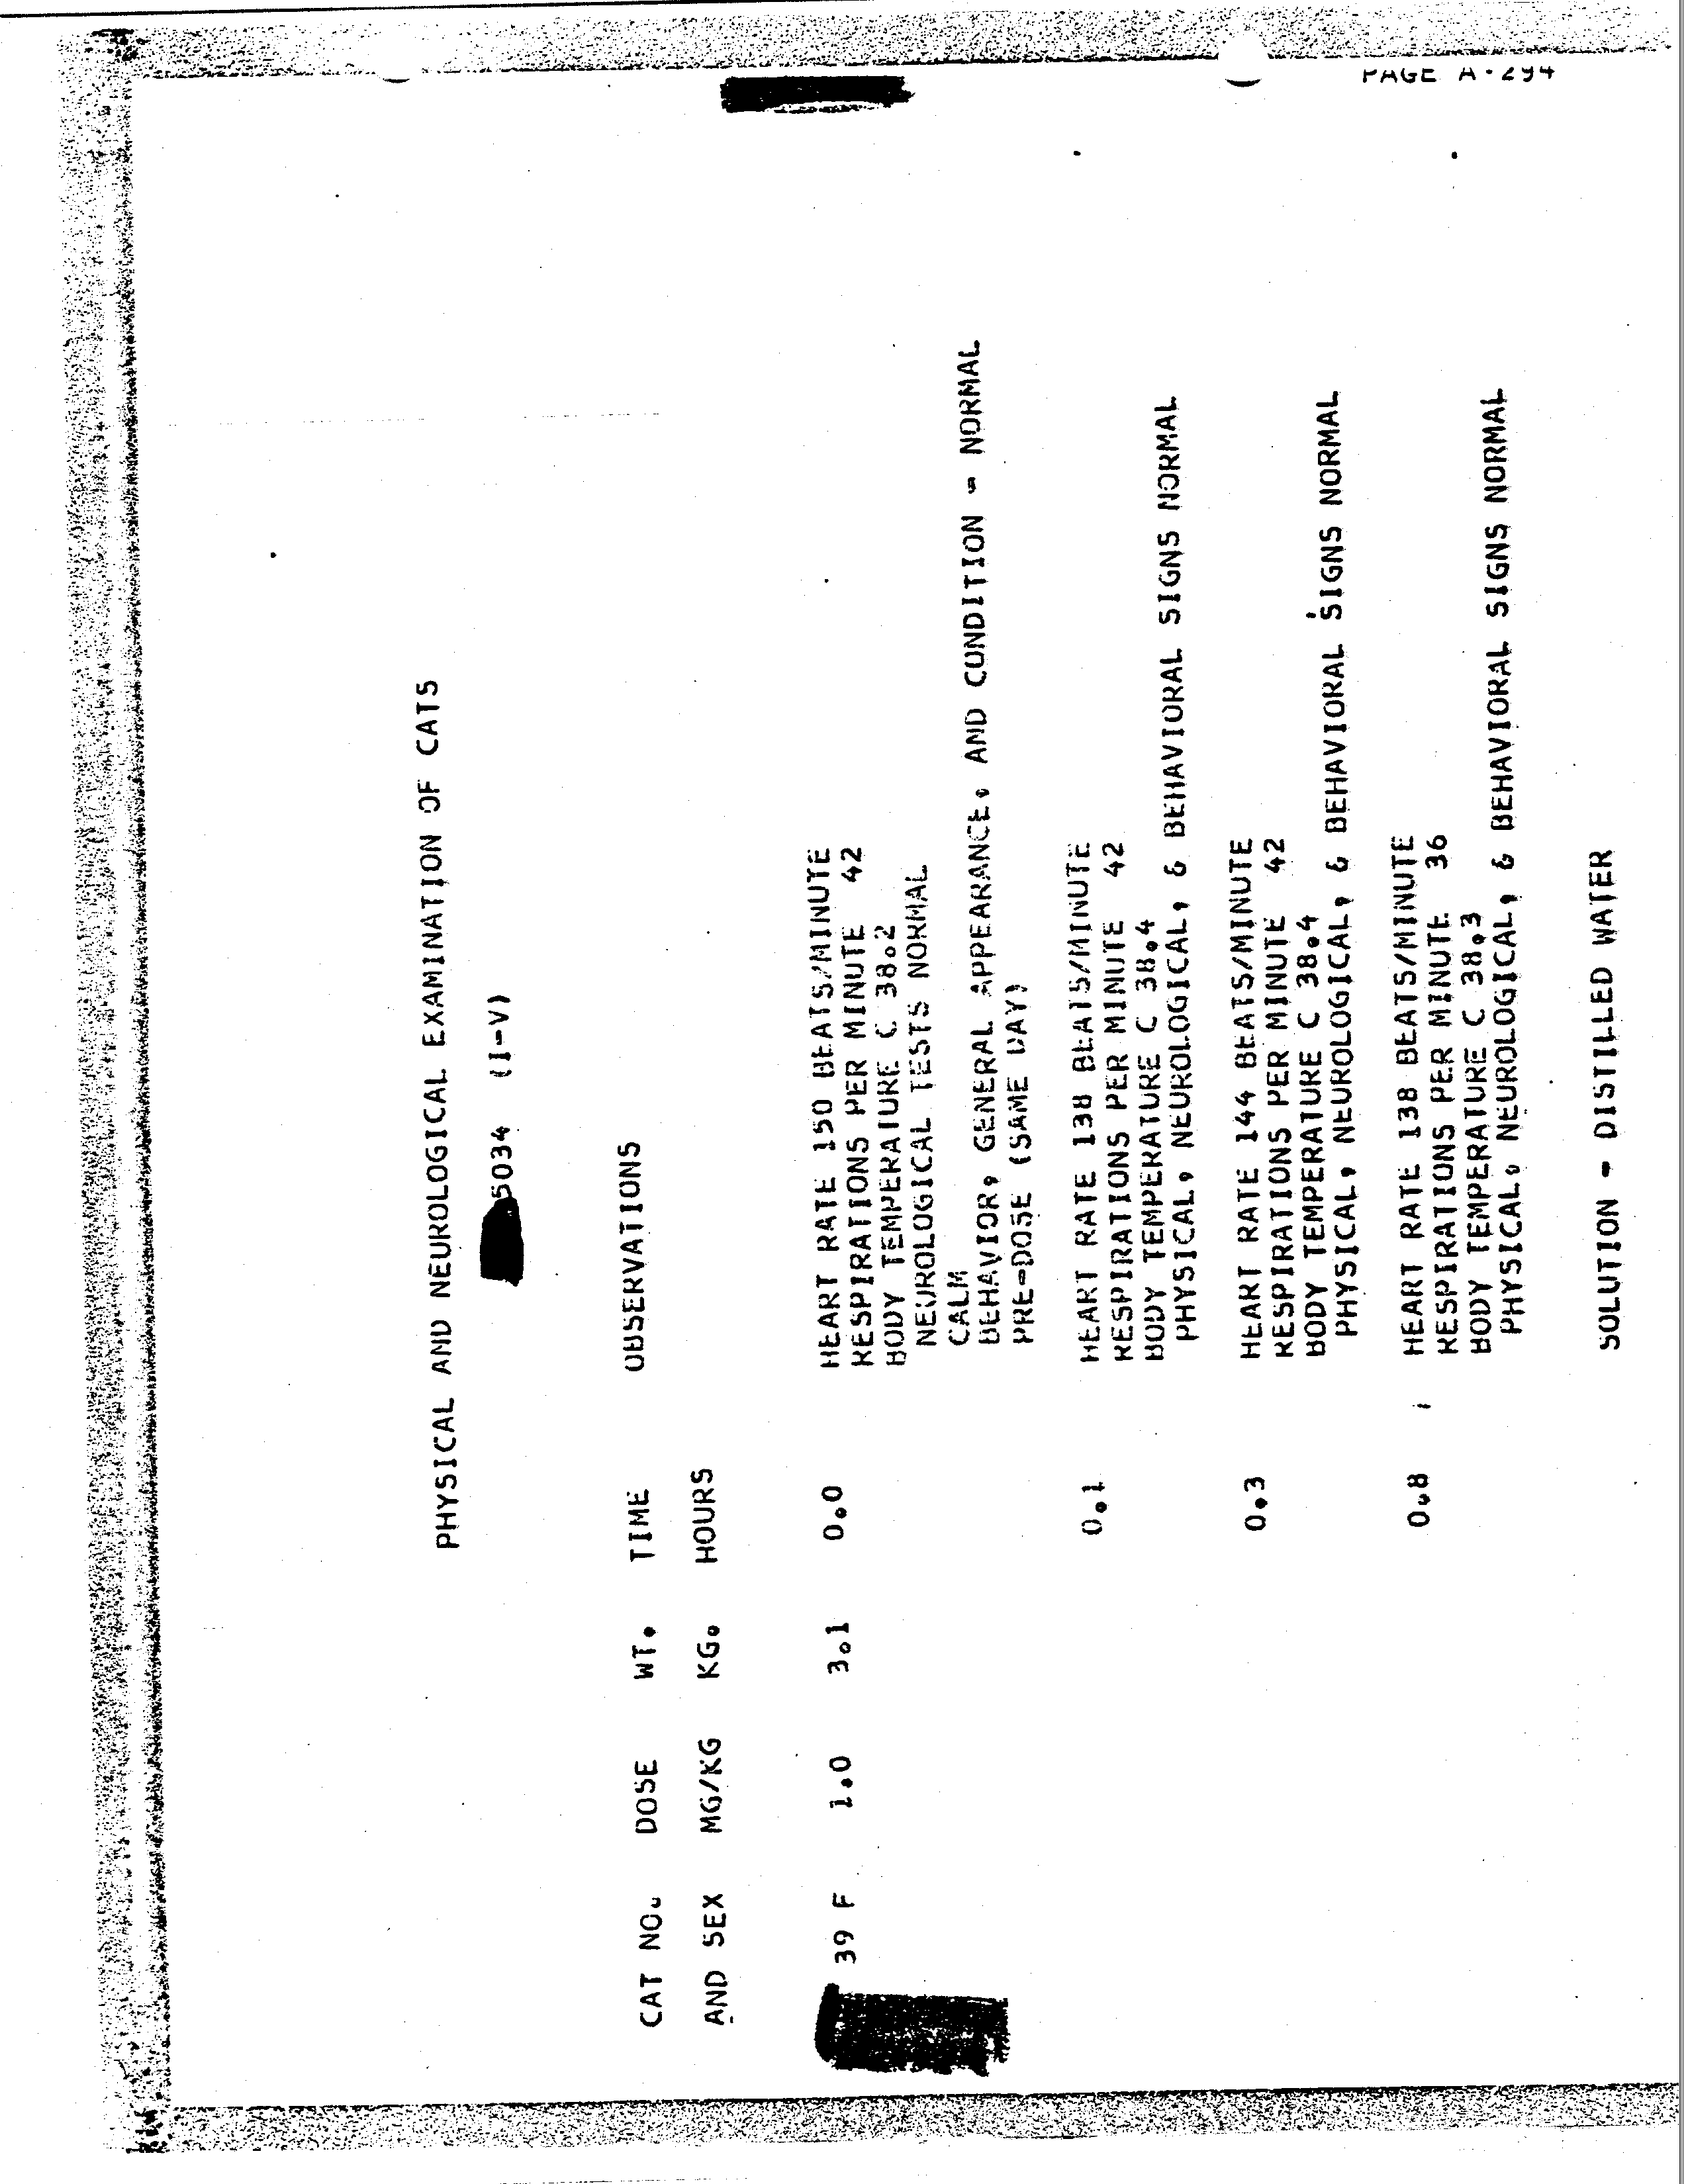 PAGE A-294
PHYSICAL AND NEUROLOGICAL EXAMINATION OF CATS
5034 (I-V)
CAT NO. DOSE WT. TIME OBSERVATIONS
AND SEX MG/KG KG. HOURS
39 F 1.0 3.1 0.0 HEART RATE 150 BEATS/MINUTE
RESPIRATIONS PER MINUTE 42
BODY TEMPERATURE C 38.2
NEUROLOGICAL TESTS NORMAL
CALM
BEHAVIOR, GENERAL APPEARANCE, AND CONDITION - NORMAL
PRE-DOSE (SAME DAY)
0.1 HEART RATE 138 BEATS/MINUTE
RESPIRATIONS PER MINUTE 42
BODY TEMPERATURE C 38.4
PHYSICAL, NEUROLOGICAL, & BEHAVIORAL SIGNS NORMAL
0.3 HEART RATE 144 BEATS/MINUTE
RESPIRATIONS PER MINUTE 42
BODY TEMPERATURE C 38.4
PHYSICAL, NEUROLOGICAL, & BEHAVIORAL SIGNS NORMAL
0.8 HEART RATE 138 BEATS/MINUTE
RESPIRATIONS PER MINUTE 36
BODY TEMPERATURE C 38.3
PHYSICAL, NEUROLOGICAL, & BEHAVIORAL SIGNS NORMAL
SOLUTION - DISTILLED WATER